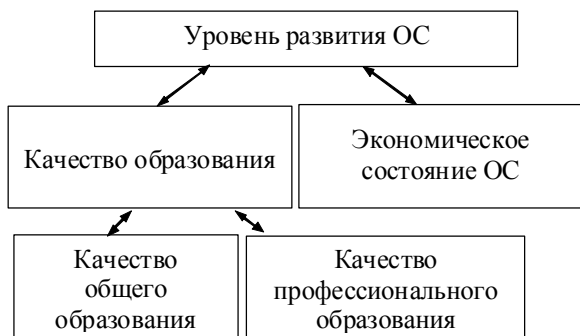 Уровень развития ОС
Качество образования
Экономическое
состояние ОС
Качество
общего
образования
Качество
профессионального
образования